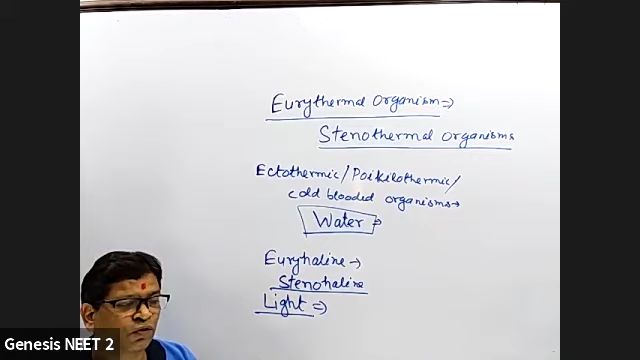 Eurythermal Organism⇒
Stenothermal organisms
Ectothermic/Poikilothermic/
cold blooded organisms→
Water⇒
Euryhaline→
Stenohaline
Light⇒
Genesis NEET 2